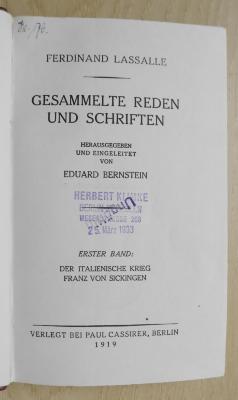 FERDINAND LASSALLE
GESAMMELTE REDEN
UND SCHRIFTEN
HERAUSGEGEBEN
UND EINGELEITET
VON
EDUARD BERNSTEIN
HERBERT
BERLIN
25. März 1933
ERSTER BAND:
DER ITALIENISCHE KRIEG
FRANZ VON SICKINGEN
VERLEGT BEI PAUL CASSIRER, BERLIN
1919